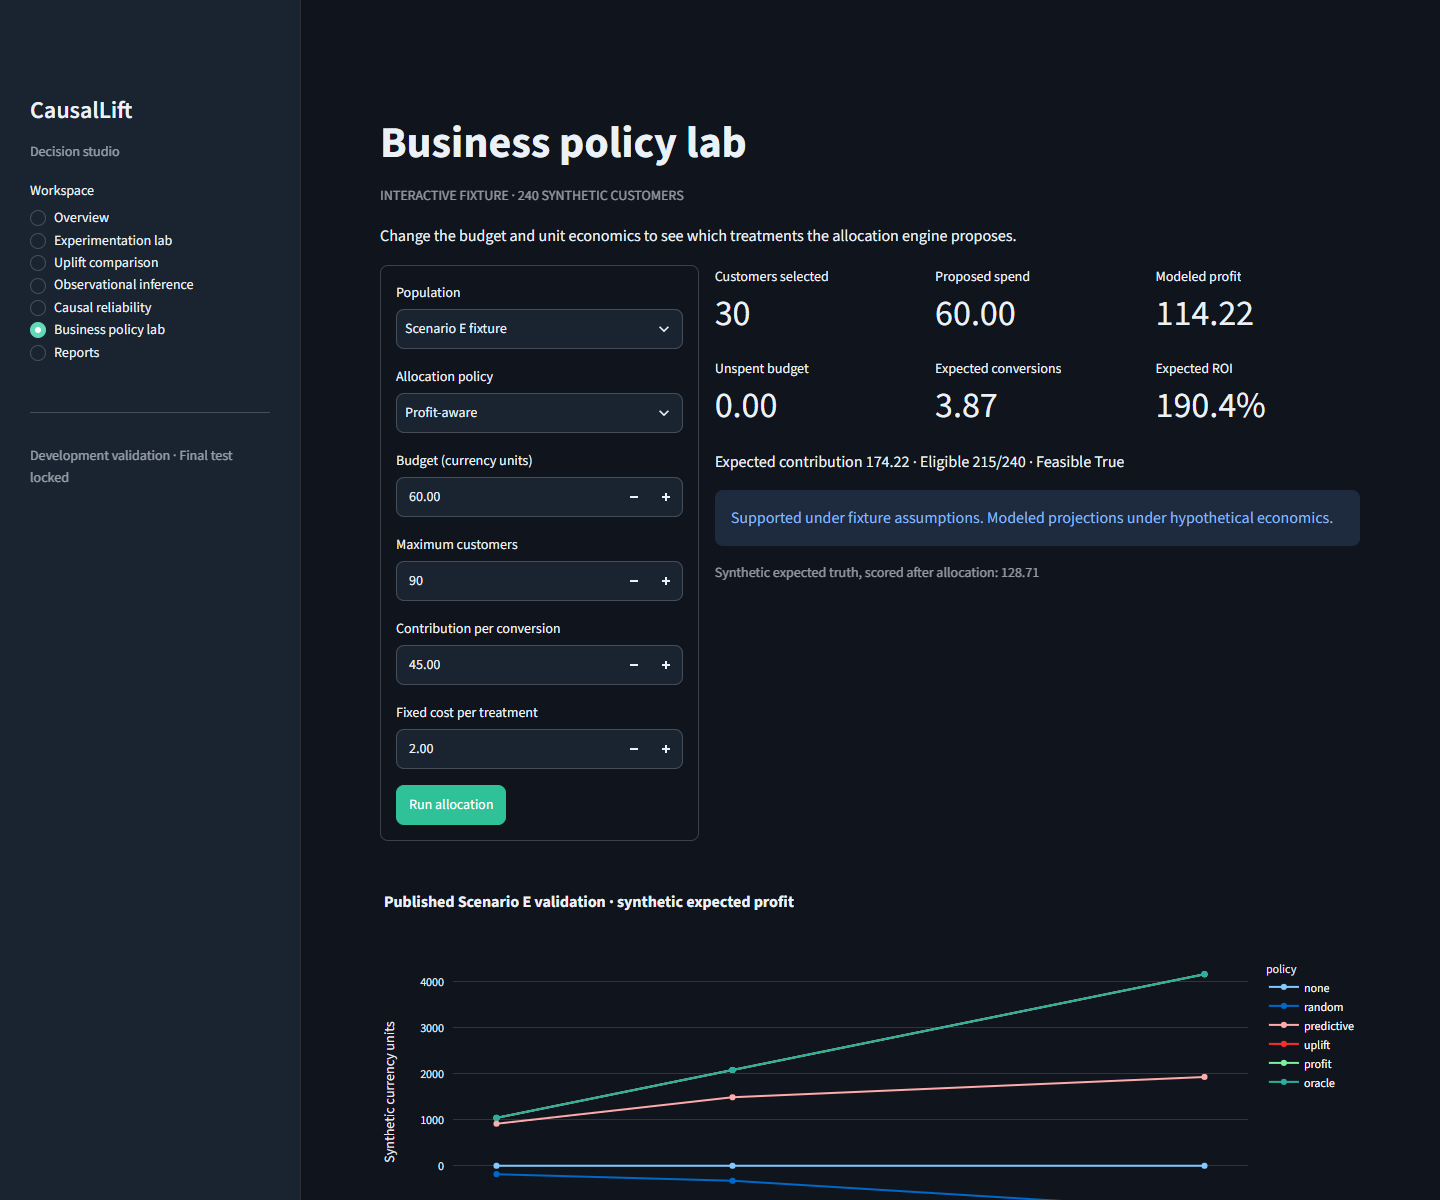 CausalLift
Decision studio
Workspace
Overview
Experimentation lab
Uplift comparison
Observational inference
Causal reliability
Business policy lab
Reports
Development validation · Final test
locked
Business policy lab
INTERACTIVE FIXTURE · 240 SYNTHETIC CUSTOMERS
Change the budget and unit economics to see which treatments the allocation engine proposes.
Population
Scenario E fixture
Allocation policy
Profit-aware
Budget (currency units)
60.00
Maximum customers
90
Contribution per conversion
45.00
Fixed cost per treatment
2.00
Run allocation
Customers selected
30
Proposed spend
60.00
Modeled profit
114.22
Unspent budget
0.00
Expected conversions
3.87
Expected ROI
190.4%
Expected contribution 174.22 · Eligible 215/240 · Feasible True
Supported under fixture assumptions. Modeled projections under hypothetical economics.
Synthetic expected truth, scored after allocation: 128.71
Published Scenario E validation · synthetic expected profit
Synthetic currency units
4000
3000
2000
1000
0
policy
none
random
predictive
uplift
profit
oracle